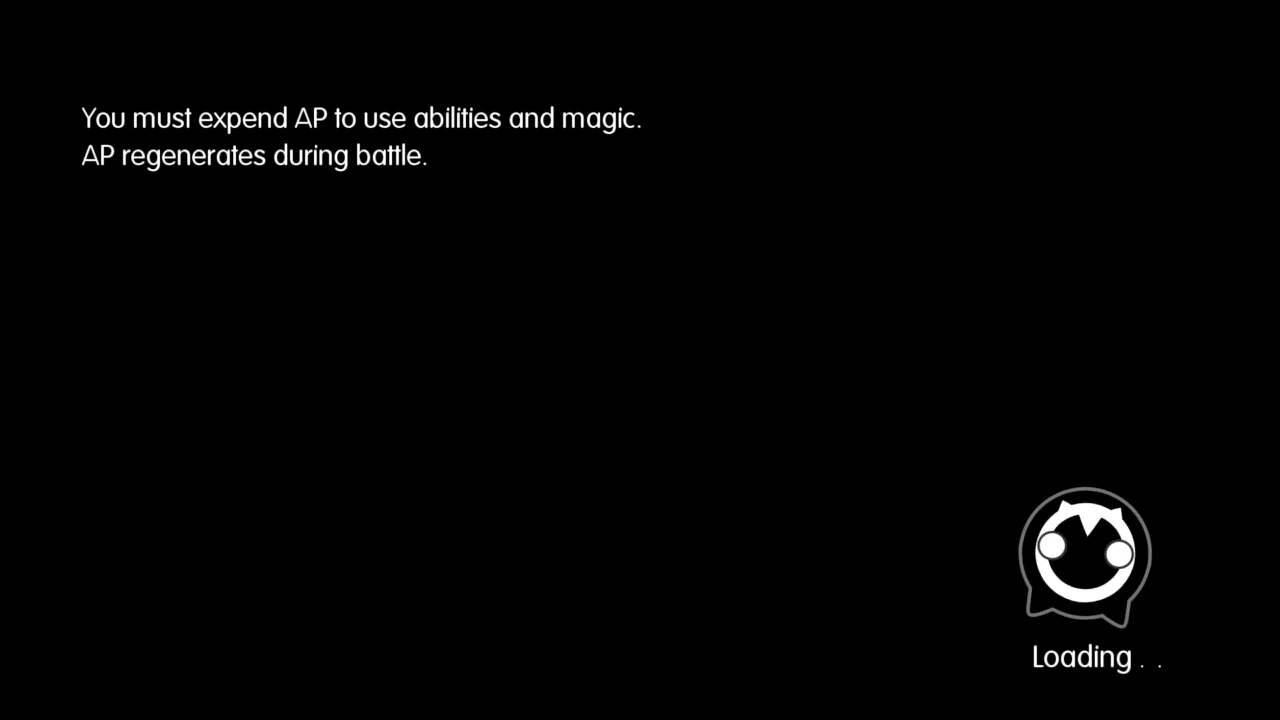 You must expend AP to use abilities and magic.
AP regenerates during battle.
Loading . .